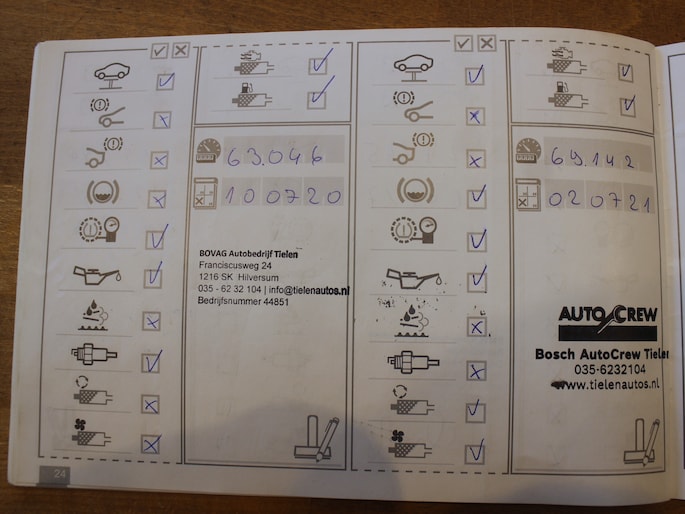 63.046
100720
BOVAG Autobedrijf Tielen
Franciscusweg 24
1216 SK Hilversum
035 - 62 32 104 | info@tielenautos.nl
Bedrijfsnummer 44851
24
69.142
020721
AUTO CREW
Bosch AutoCrew Tielen
035-6232104
www.tielenautos.nl